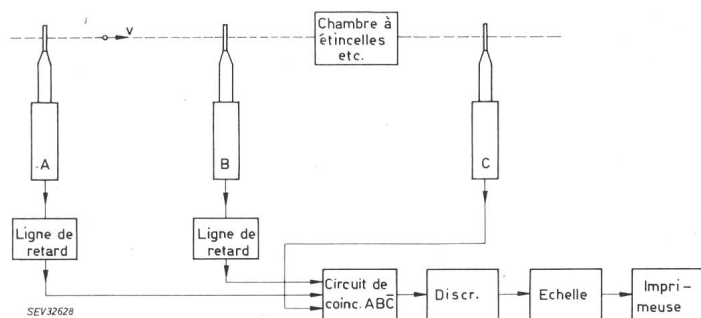 Chambre à
étincelles
etc.
v
A
B
C
Ligne de
retard
Ligne de
retard
Circuit de
coinc. ABC̅
Discr.
Echelle
Impri-
meuse
SEV32628